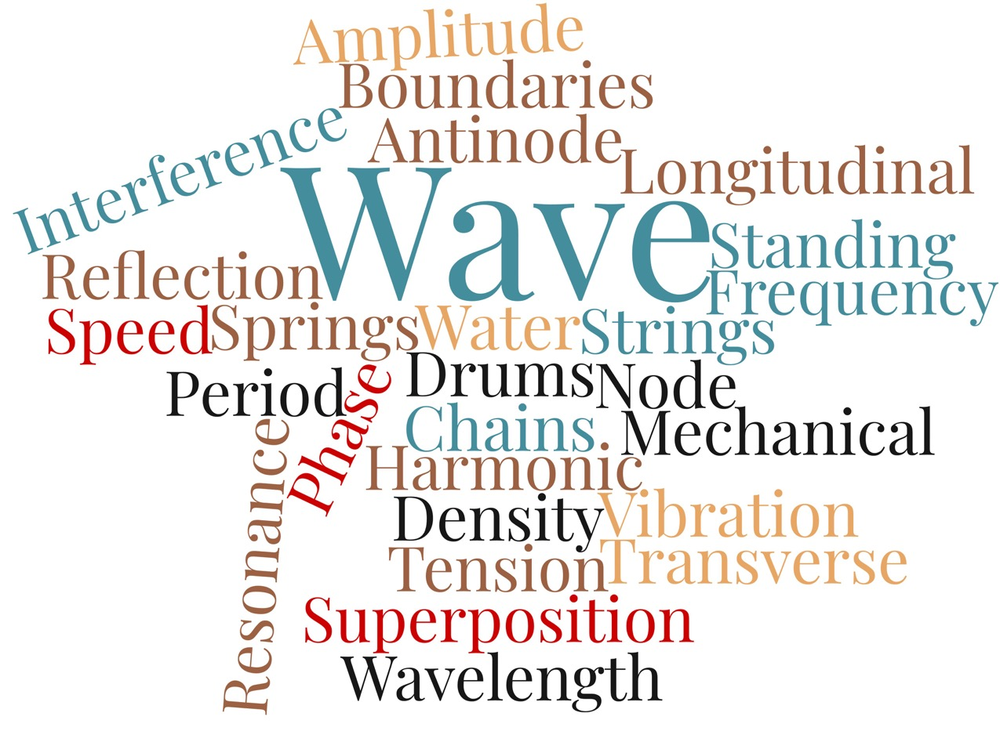 Amplitude
Boundaries
Interference
Antinode
Longitudinal
Wave
Standing
Reflection
Frequency
Speed
Springs
Water
Strings
Period
Phase
Drums
Node
Chains
Mechanical
Resonance
Harmonic
Density
Vibration
Tension
Transverse
Superposition
Wavelength